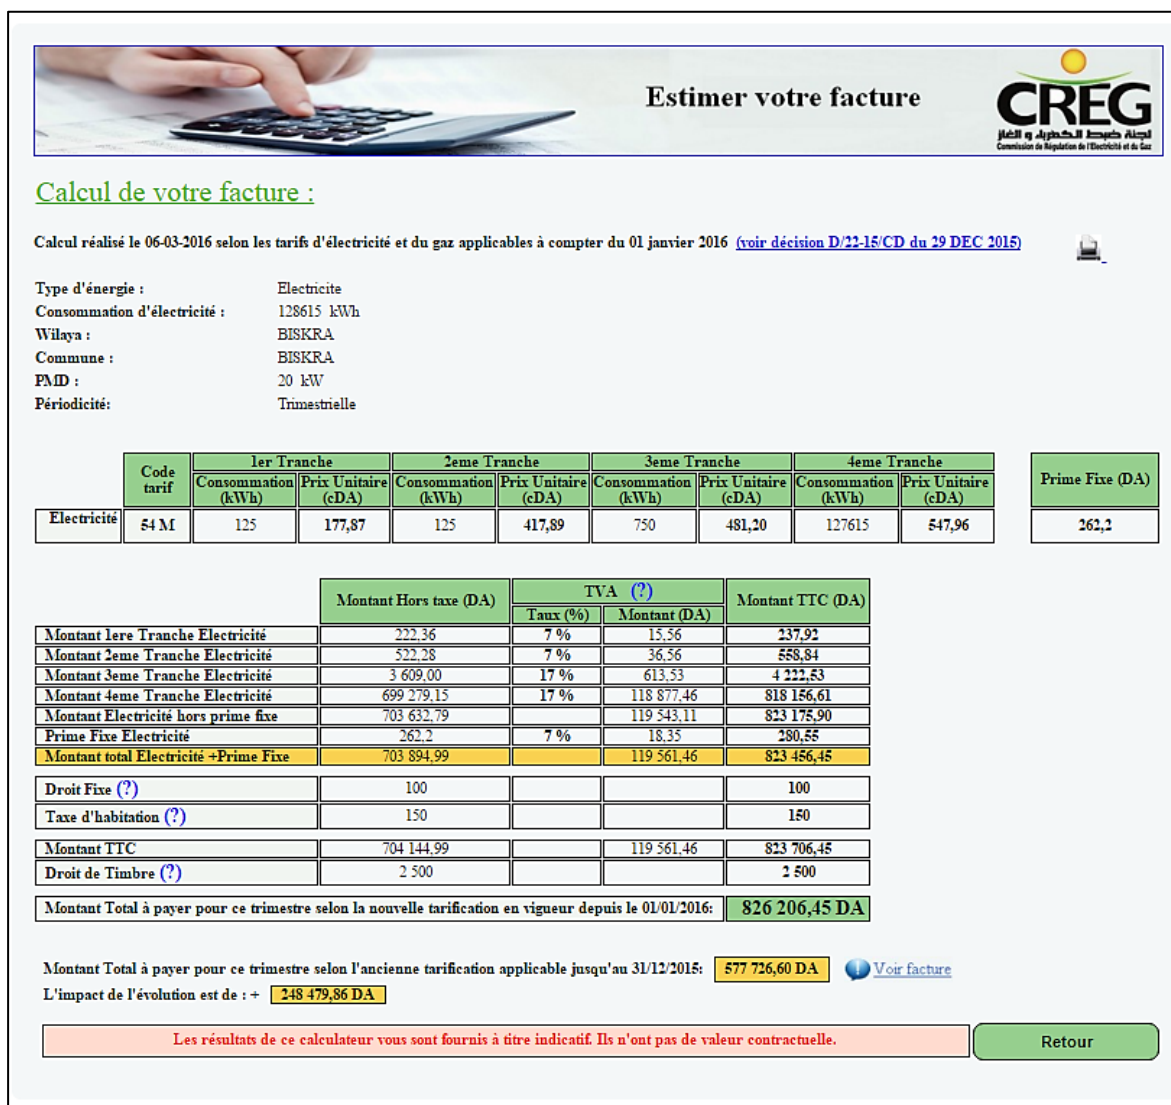 Estimer votre facture
CREG
لجنة ضبط الكهرباء و الغاز
Commission de Régulation de l'Electricité et du Gaz
Calcul de votre facture :
Calcul réalisé le 06-03-2016 selon les tarifs d'électricité et du gaz applicables à compter du 01 janvier 2016 (voir décision D/22-15/CD du 29 DEC 2015)
Type d'énergie : Electricite
Consommation d'électricité : 128615 kWh
Wilaya : BISKRA
Commune : BISKRA
PMD : 20 kW
Périodicité: Trimestrielle
Code tarif 1er Tranche 2eme Tranche 3eme Tranche 4eme Tranche Prime Fixe (DA)
Consommation (kWh) Prix Unitaire (cDA) Consommation (kWh) Prix Unitaire (cDA) Consommation (kWh) Prix Unitaire (cDA) Consommation (kWh) Prix Unitaire (cDA)
Electricité 54 M 125 177,87 125 417,89 750 481,20 127615 547,96 262,2
Montant Hors taxe (DA) TVA (?) Montant TTC (DA)
Taux (%) Montant (DA)
Montant 1ere Tranche Electricité 222,36 7 % 15,56 237,92
Montant 2eme Tranche Electricité 522,28 7 % 36,56 558,84
Montant 3eme Tranche Electricité 3 609,00 17 % 613,53 4 222,53
Montant 4eme Tranche Electricité 699 279,15 17 % 118 877,46 818 156,61
Montant Electricité hors prime fixe 703 632,79 119 543,11 823 175,90
Prime Fixe Electricité 262,2 7 % 18,35 280,55
Montant total Electricité +Prime Fixe 703 894,99 119 561,46 823 456,45
Droit Fixe (?) 100 100
Taxe d'habitation (?) 150 150
Montant TTC 704 144,99 119 561,46 823 706,45
Droit de Timbre (?) 2 500 2 500
Montant Total à payer pour ce trimestre selon la nouvelle tarification en vigueur depuis le 01/01/2016: 826 206,45 DA
Montant Total à payer pour ce trimestre selon l'ancienne tarification applicable jusqu'au 31/12/2015: 577 726,60 DA Voir facture
L'impact de l'évolution est de : + 248 479,86 DA
Les résultats de ce calculateur vous sont fournis à titre indicatif. Ils n'ont pas de valeur contractuelle.
Retour